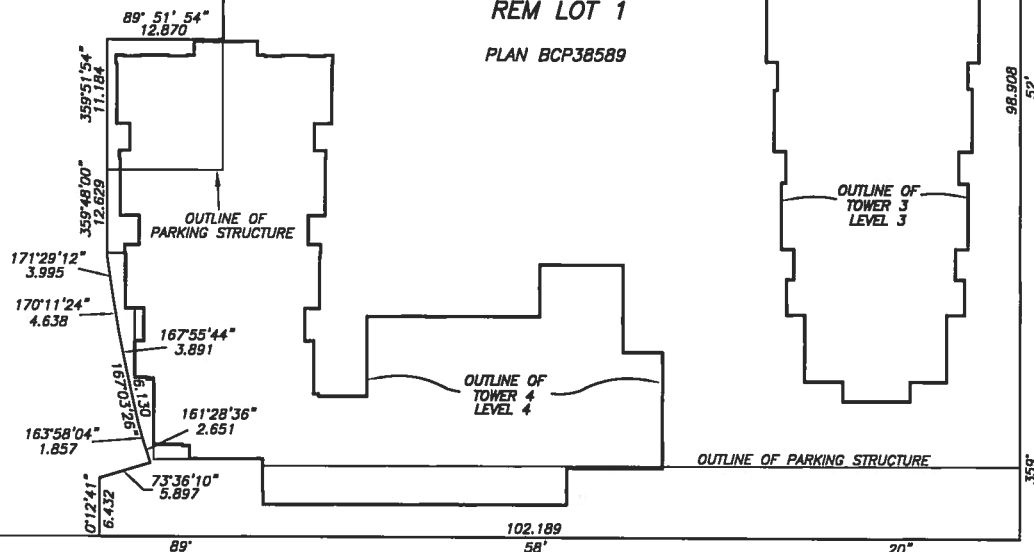 REM LOT 1
PLAN BCP38589
89° 51' 54"
12.870
359°51'54"
11.184
359°48'00"
12.629
OUTLINE OF
PARKING STRUCTURE
171°29'12"
3.995
170°11'24"
4.638
167°55'44"
3.891
167°03'26"
6.130
161°28'36"
2.651
163°58'04"
1.857
73°36'10"
5.897
0°12'41"
6.432
OUTLINE OF
TOWER 4
LEVEL 4
OUTLINE OF
TOWER 3
LEVEL 3
98.908
52'
OUTLINE OF PARKING STRUCTURE
359°
102.189
89° 58' 20"